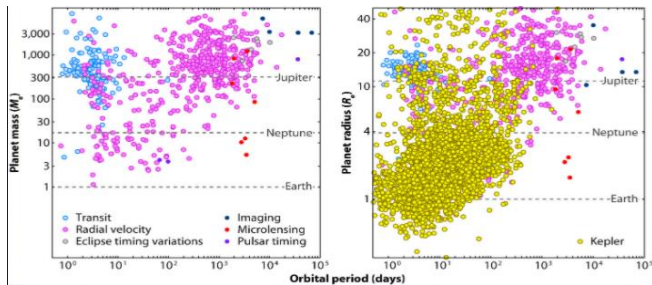 Planet mass (M
3,000
1,000
300
100
30
10
3
1
Jupiter
Neptune
Earth
Transit
Radial velocity
Eclipse timing variations
Imaging
Microlensing
Pulsar timing
10⁰ 10¹ 10² 10³ 10⁴ 10⁵
Planet radius (R
40
20
10
4
1
Jupiter
Neptune
Earth
Kepler
10⁰ 10¹ 10² 10³ 10⁴ 10⁵
Orbital period (days)